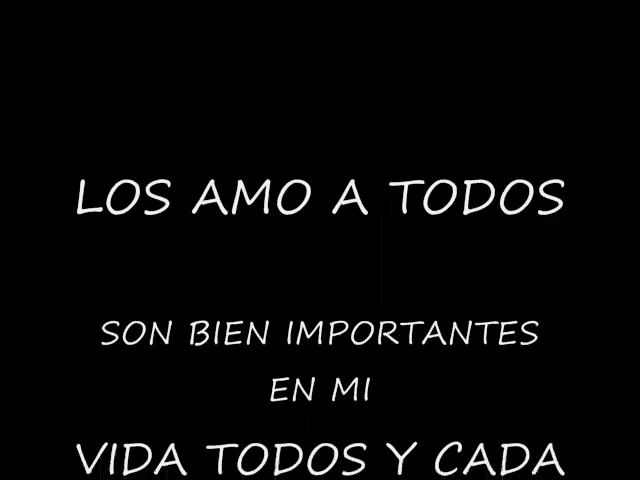 LOS AMO A TODOS
SON BIEN IMPORTANTES
EN MI
VIDA TODOS Y CADA